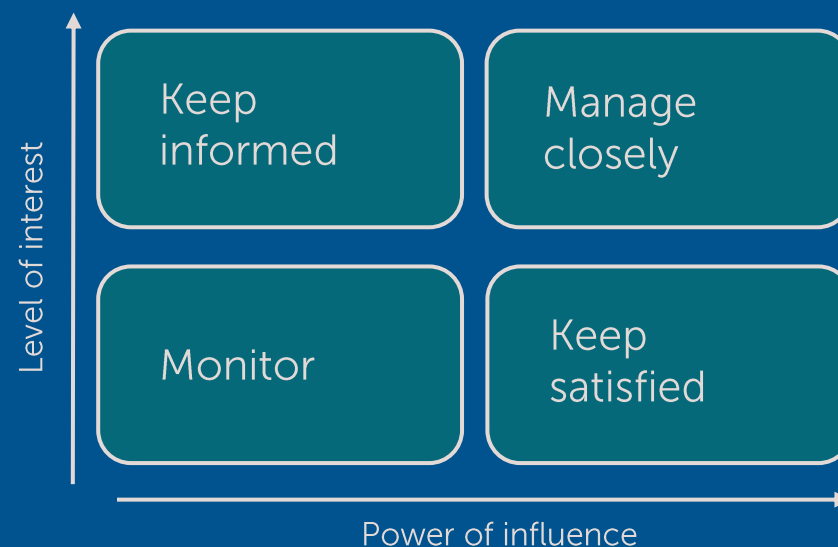 Level of interest
Keep
informed
Manage
closely
Monitor
Keep
satisfied
Power of influence